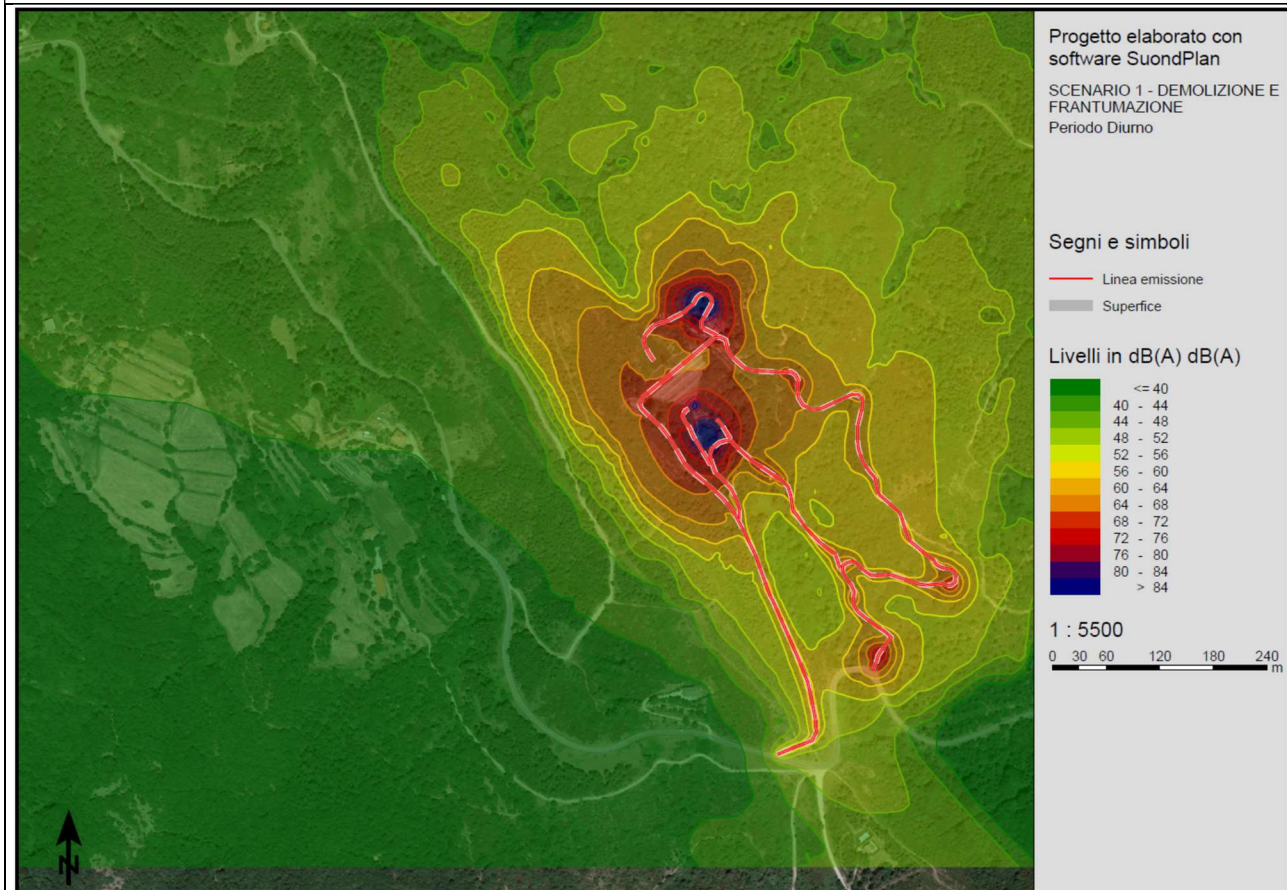 Progetto elaborato con
software SuondPlan
SCENARIO 1 - DEMOLIZIONE E
FRANTUMAZIONE
Periodo Diurno
Segni e simboli
Linea emissione
Superfice
Livelli in dB(A) dB(A)
<= 40
40 - 44
44 - 48
48 - 52
52 - 56
56 - 60
60 - 64
64 - 68
68 - 72
72 - 76
76 - 80
80 - 84
> 84
1 : 5500
0 30 60 120 180 240
m
N